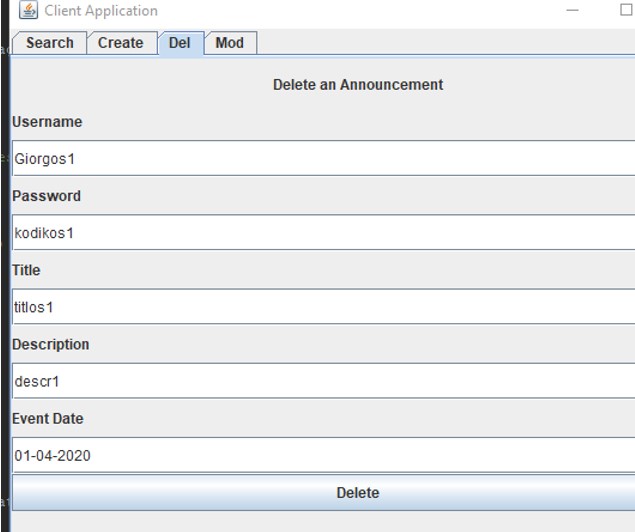 Client Application
Search Create Del Mod
Delete an Announcement
Username
Giorgos1
Password
kodikos1
Title
titlos1
Description
descr1
Event Date
01-04-2020
Delete